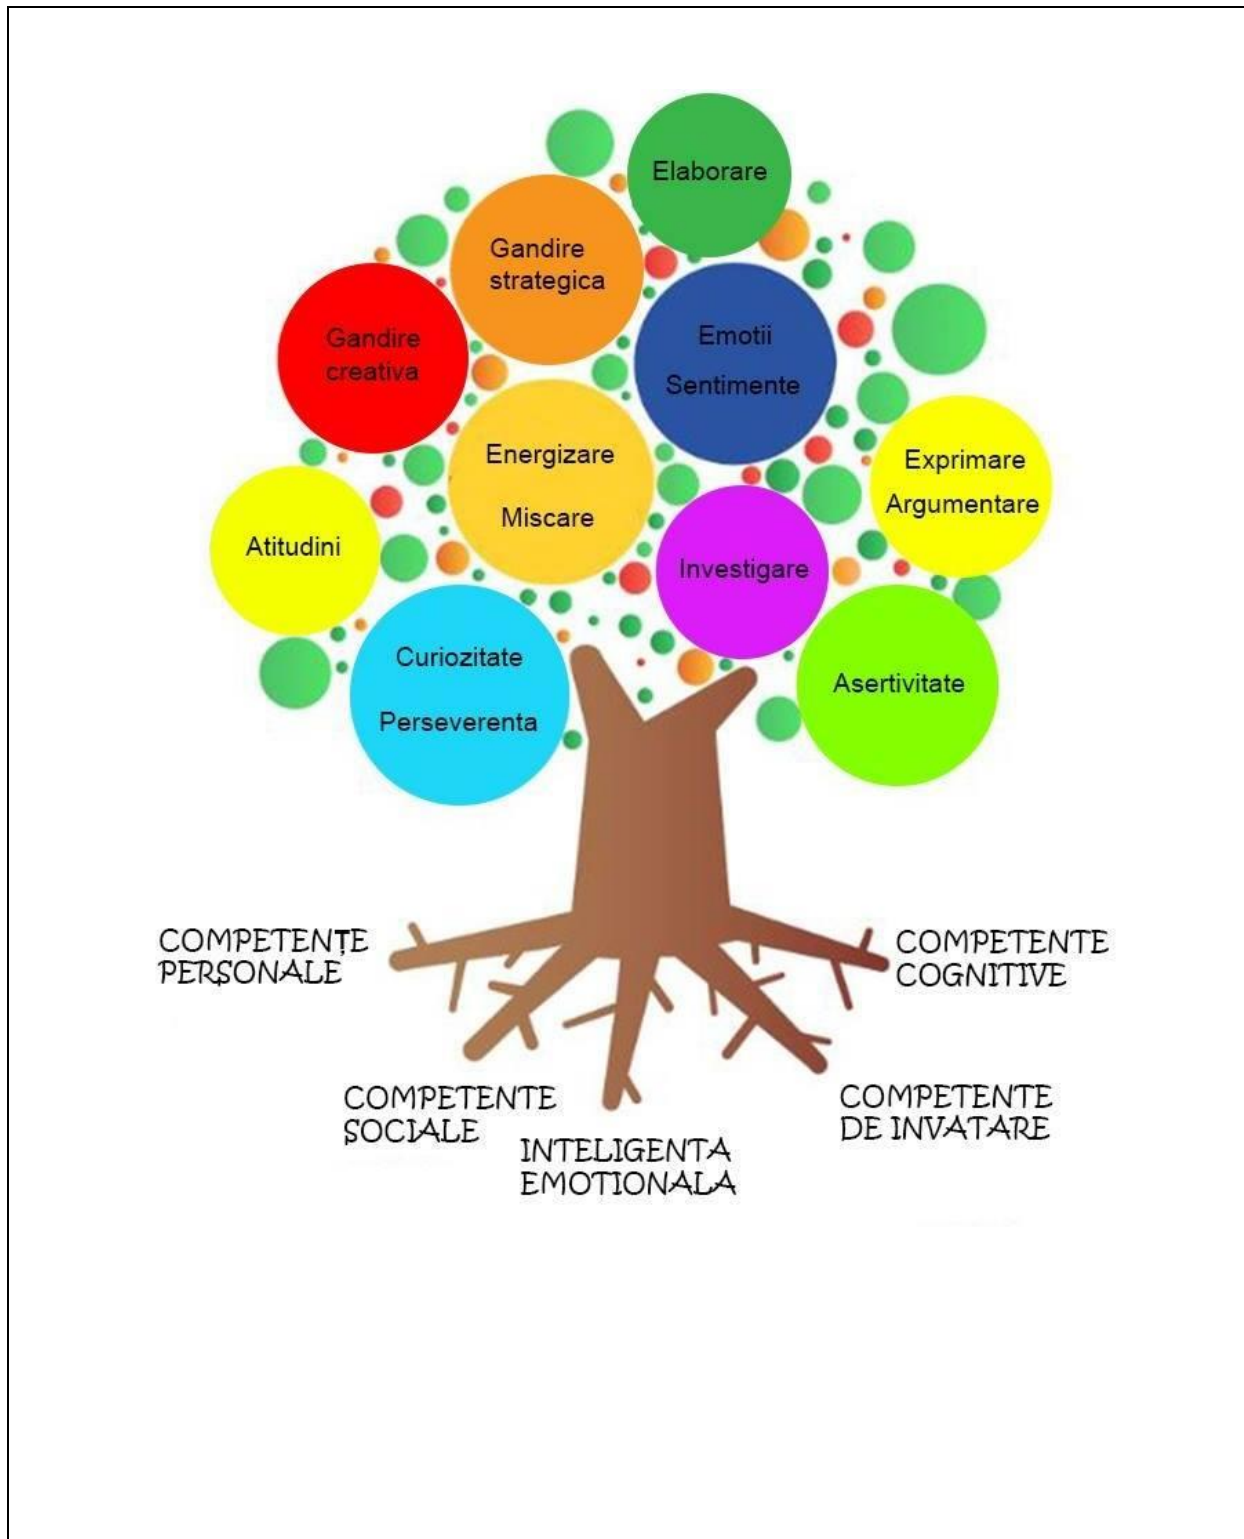 Elaborare
Gandire
strategica
Gandire
creativa
Emotii
Sentimente
Energizare
Miscare
Exprimare
Argumentare
Atitudini
Investigare
Curiozitate
Perseverenta
Asertivitate
COMPETENȚE
PERSONALE
COMPETENTE
COGNITIVE
COMPETENTE
SOCIALE
COMPETENTE
DE INVATARE
INTELIGENTA
EMOTIONALA